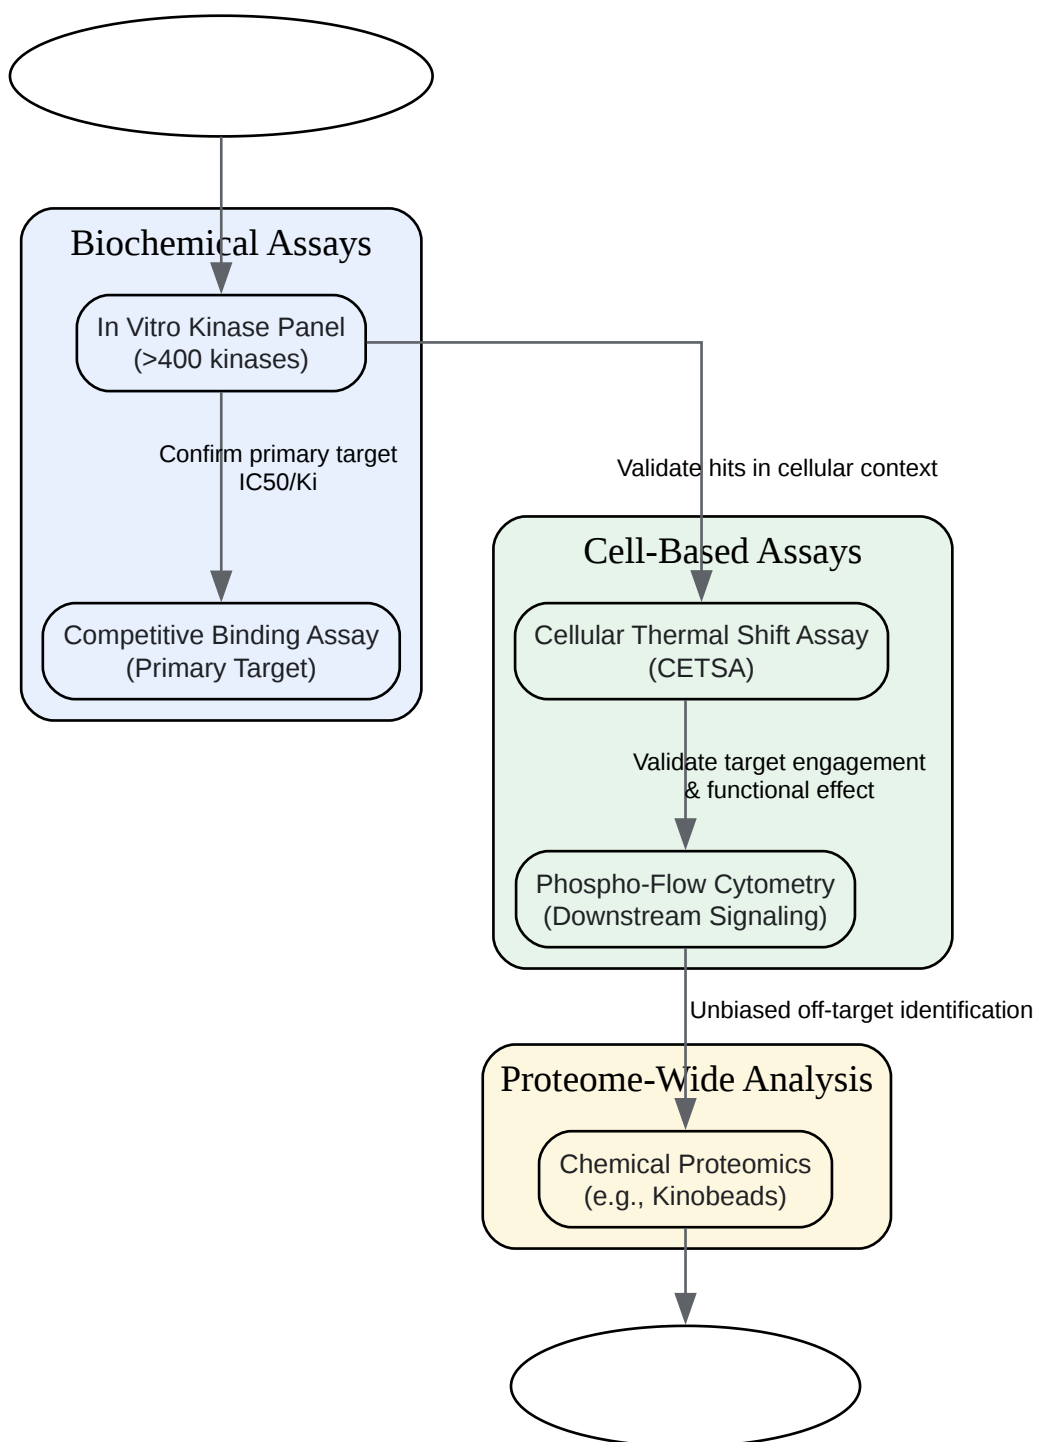 Biochemical Assays
In Vitro Kinase Panel
(>400 kinases)
Confirm primary target
IC50/Ki
Competitive Binding Assay
(Primary Target)
Validate hits in cellular context
Cell-Based Assays
Cellular Thermal Shift Assay
(CETSA)
Validate target engagement
& functional effect
Phospho-Flow Cytometry
(Downstream Signaling)
Unbiased off-target identification
Proteome-Wide Analysis
Chemical Proteomics
(e.g., Kinobeads)